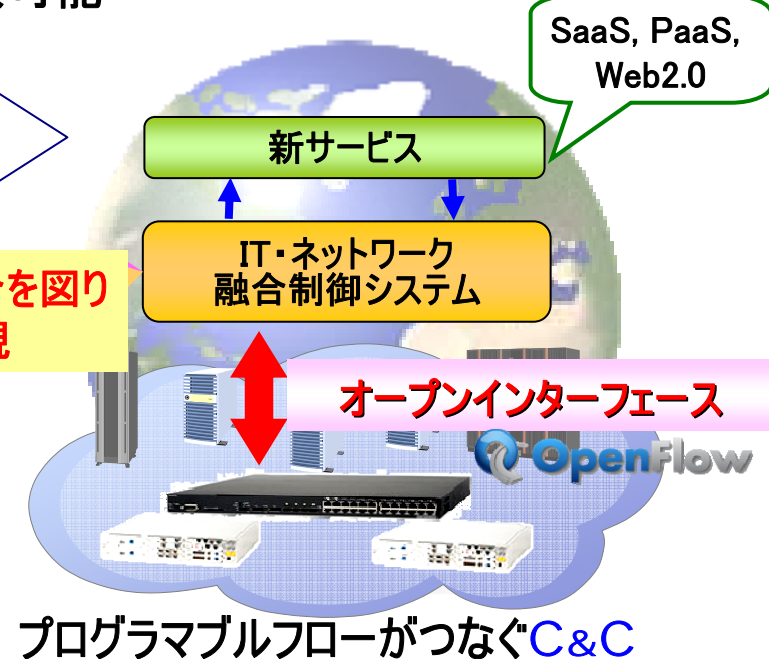 可能
SaaS, PaaS,
Web2.0
新サービス
IT・ネットワーク
融合制御システム
を図り
オープンインターフェース
OpenFlow
プログラマブルフローがつなぐC&C